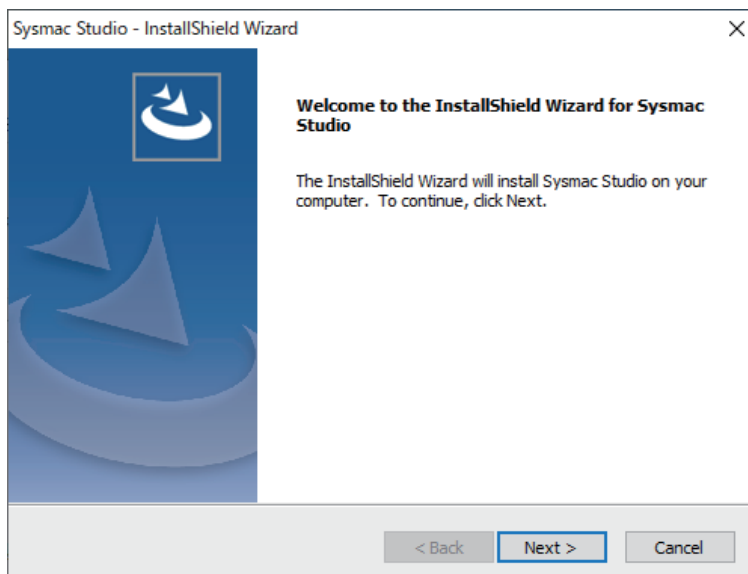 Sysmac Studio - InstallShield Wizard
Welcome to the InstallShield Wizard for Sysmac
Studio
The InstallShield Wizard will install Sysmac Studio on your
computer.  To continue, click Next.
< Back
Next >
Cancel